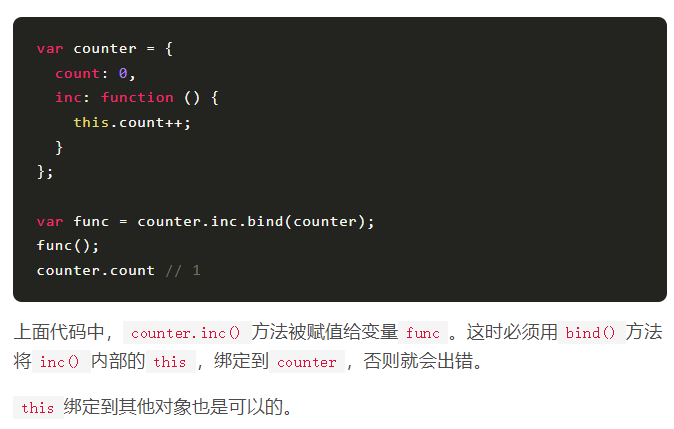 var counter = {
  count: 0,
  inc: function () {
    this.count++;
  }
};

var func = counter.inc.bind(counter);
func();
counter.count // 1
上面代码中， counter.inc() 方法被赋值给变量 func 。这时必须用 bind() 方法
将 inc() 内部的 this ，绑定到 counter ，否则就会出错。
this 绑定到其他对象也是可以的。